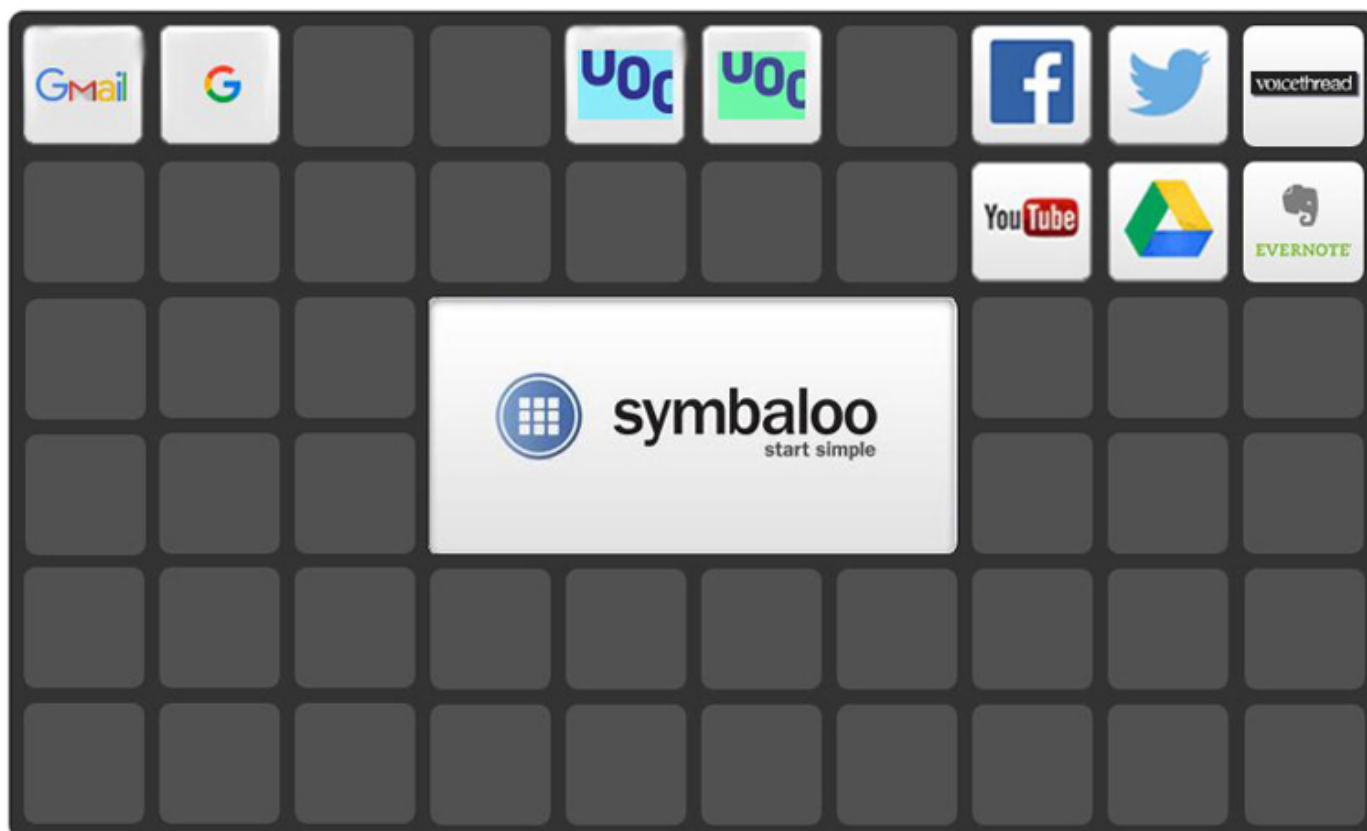 Gmail
G
UOC
UOC
f
voicethread
YouTube
EVERNOTE
symbaloo
start simple